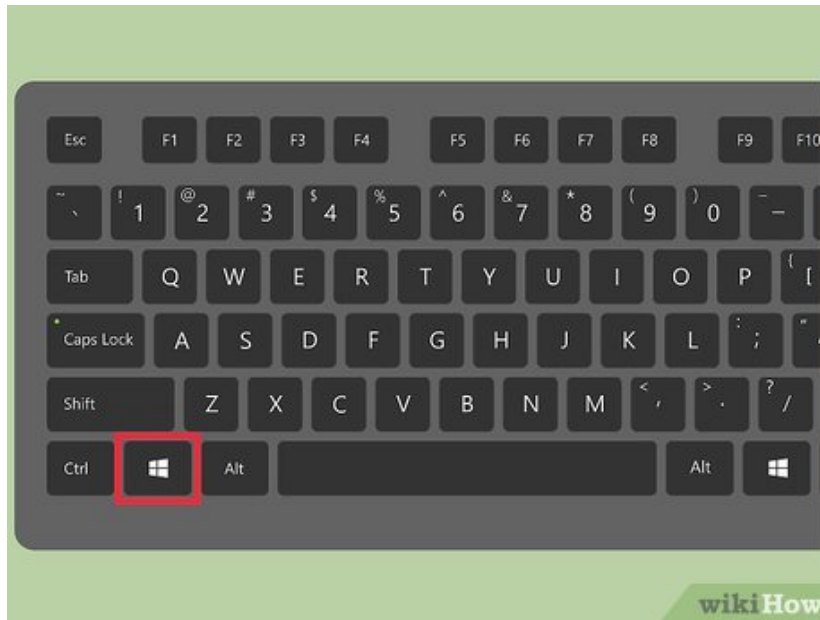 Esc F1 F2 F3 F4 F5 F6 F7 F8 F9 F10
~ ` ! 1 @ 2 # 3 $ 4 % 5 ^ 6 & 7 * 8 ( 9 ) 0 _ -
Tab Q W E R T Y U I O P { [
Caps Lock A S D F G H J K L : ; "
Shift Z X C V B N M < , > . ? /
Ctrl Alt Alt
wikiHow